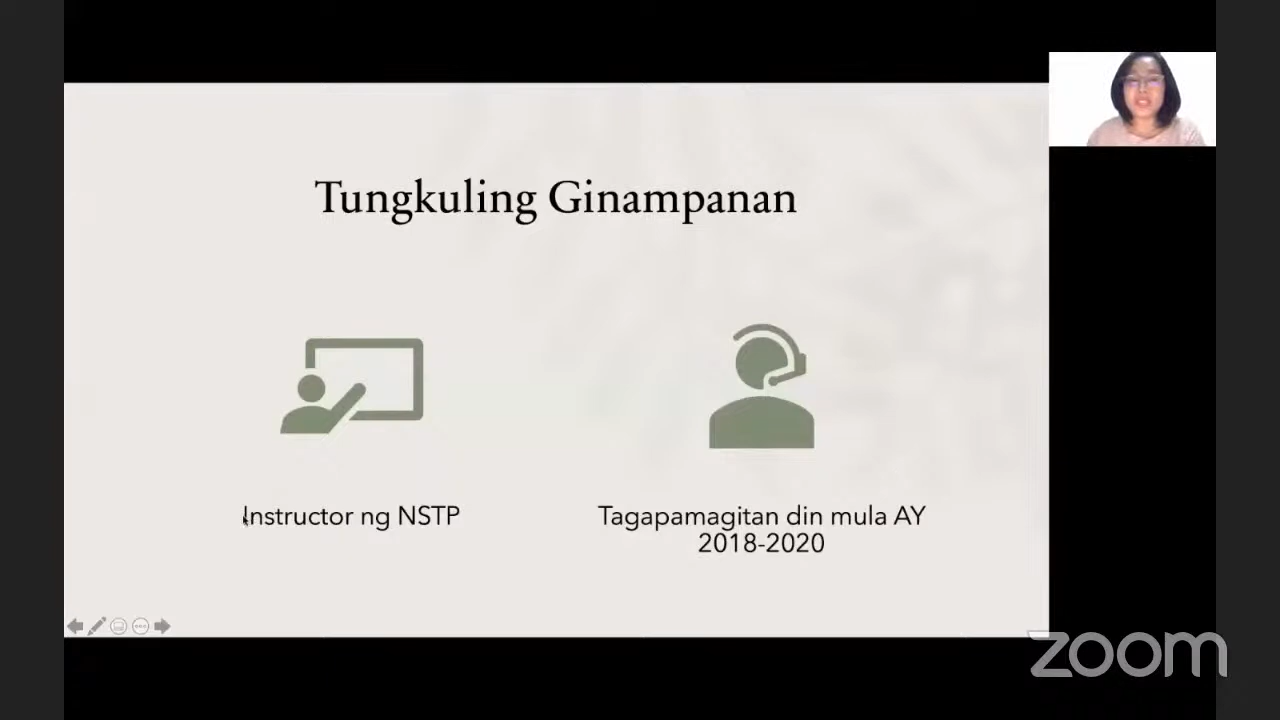 Tungkuling Ginampanan
Instructor ng NSTP
Tagapamagitan din mula AY
2018-2020
zoom